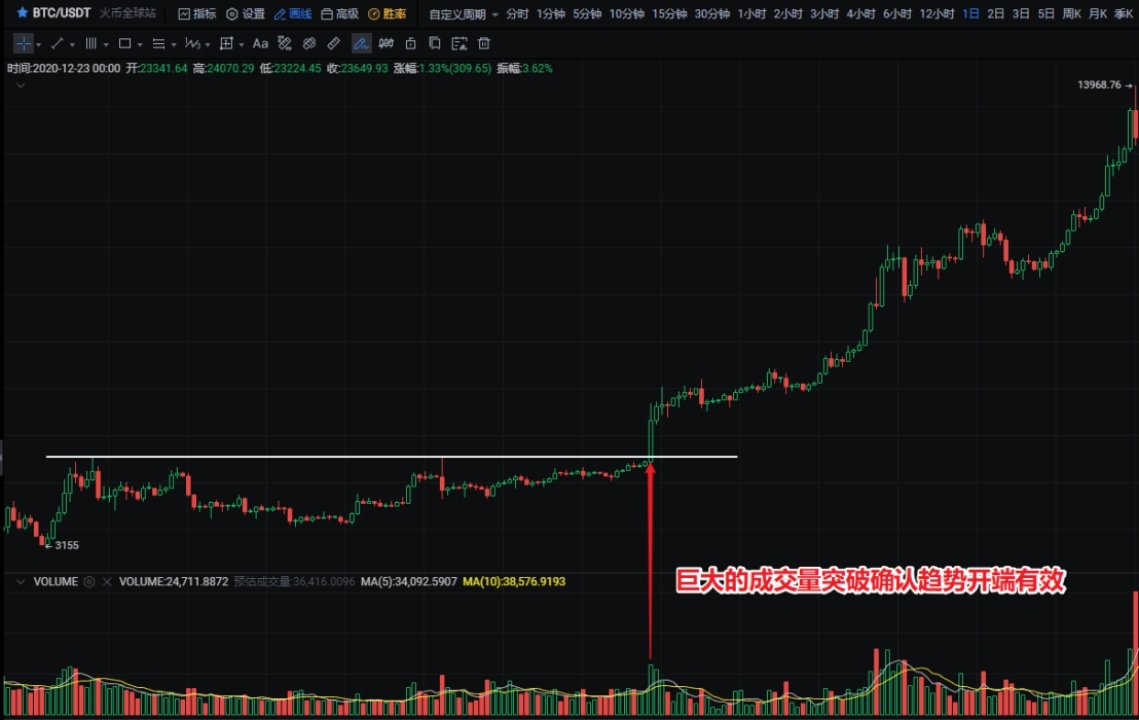 BTC/USDT 火币全球站 指标 设置 画线 高级 胜率 自定义周期 分时 1分钟 5分钟 10分钟 15分钟 30分钟 1小时 2小时 3小时 4小时 6小时 12小时 1日 2日 3日 5日 周K 月K 季K
Aa
时间:2020-12-23 00:00 开:23341.64 高:24070.29 低:23224.45 收:23649.93 涨幅:1.33%(309.65) 振幅:3.62%
13968.76
3155
VOLUME VOLUME:24,711.8872 预估成交量:36,416.0096 MA(5):34,092.5907 MA(10):38,576.9193
巨大的成交量突破确认趋势开端有效